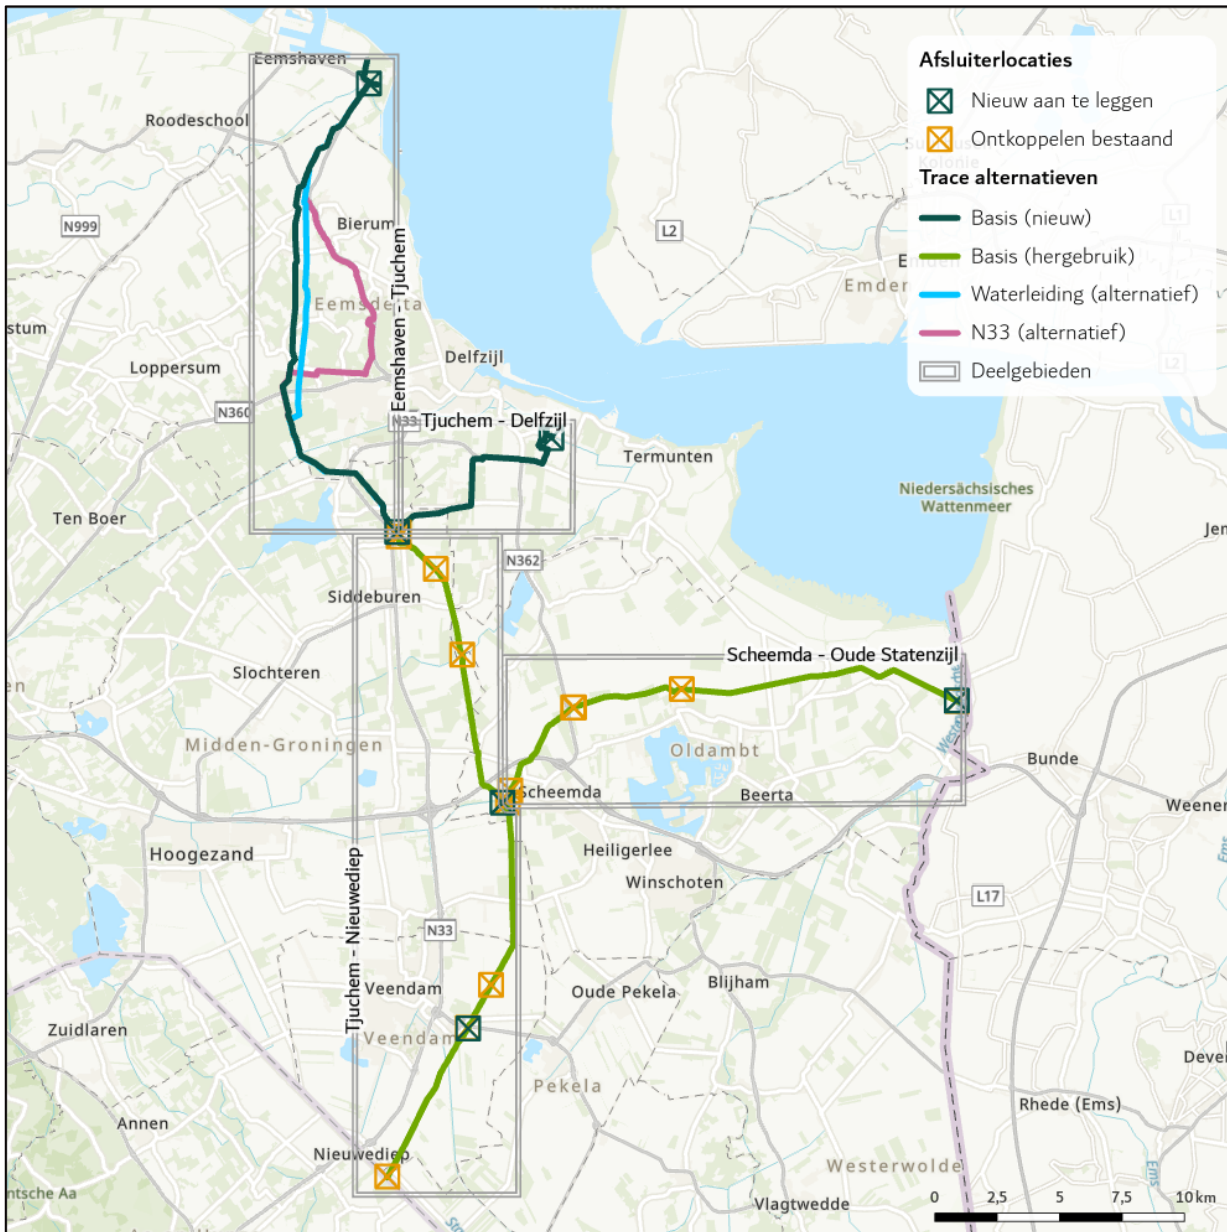 Afsluiterlocaties
Nieuw aan te leggen
Ontkoppelen bestaand
Trace alternatieven
Basis (nieuw)
Basis (hergebruik)
Waterleiding (alternatief)
N33 (alternatief)
Deelgebieden
Eemshaven
Roodeschool
N999
Bierum
L2
L1
Emden
Eemsdelta
Eemshaven - Tjuchem
Loppersum
Delfzijl
L2
N360
N33
Tjuchem - Delfzijl
Termunten
Niedersächsisches
Wattenmeer
Ten Boer
N362
Siddeburen
Slochteren
Scheemda - Oude Statenzijl
Midden-Groningen
Oldambt
Bunde
Scheemda
Beerta
Hoogezand
Heiligerlee
Winschoten
L17
Tjuchem - Nieuwediep
N33
Veendam
Oude Pekela
Blijham
Zuidlaren
Veendam
Pekela
Rhede (Ems)
Annen
Nieuwediep
Westerwolde
Vlagtwedde
Ems
Ems
0 2,5 5 7,5 10 km